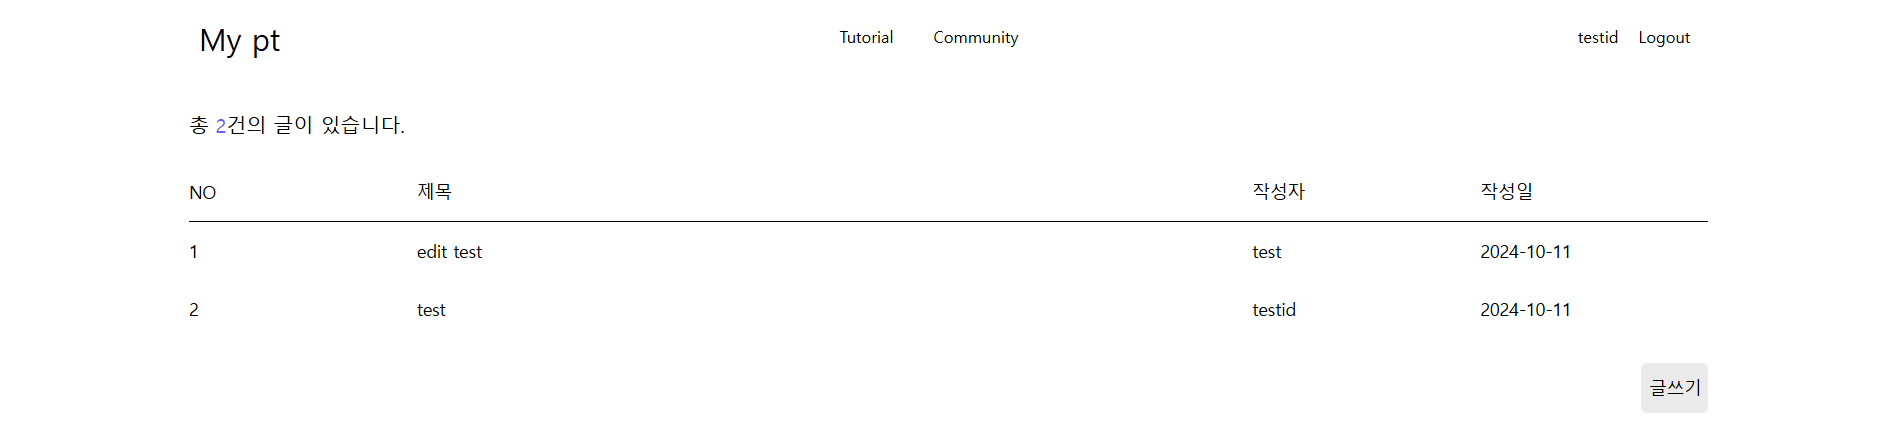 My pt Tutorial Community testid Logout
총 2건의 글이 있습니다.
NO 제목 작성자 작성일
1 edit test test 2024-10-11
2 test testid 2024-10-11
글쓰기